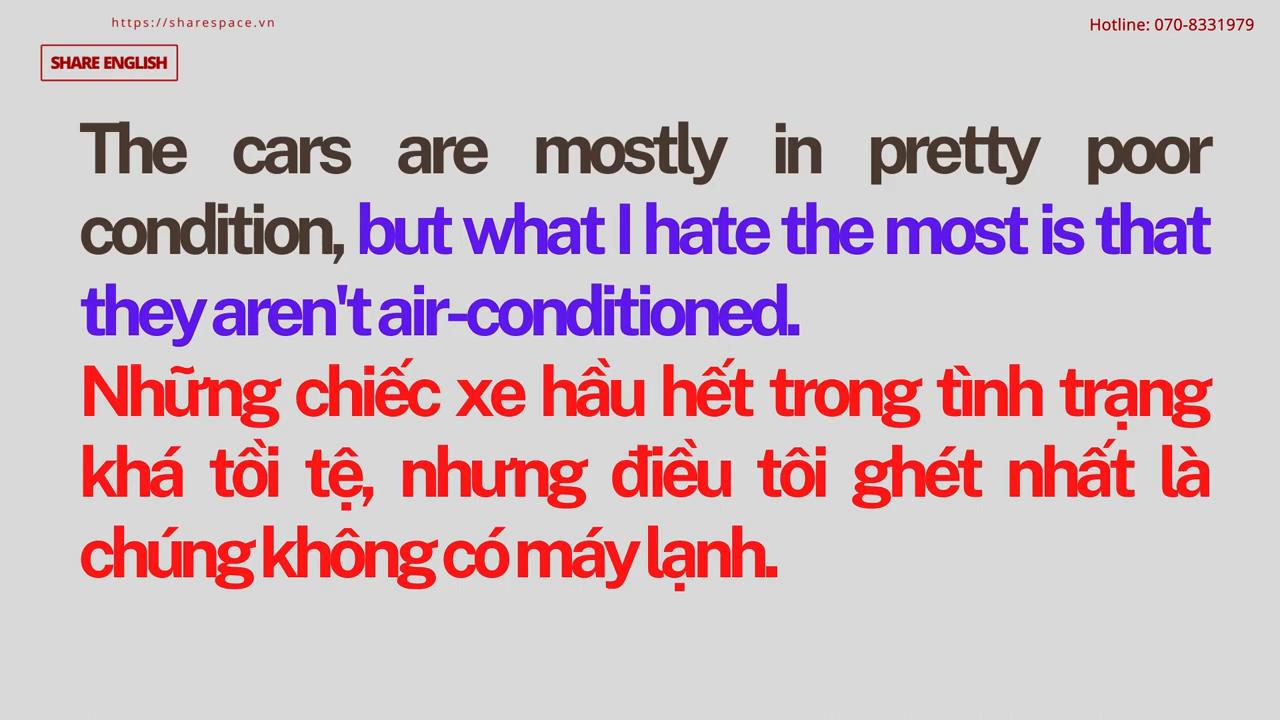 https://sharespace.vn
Hotline: 070-8331979
SHARE ENGLISH
The cars are mostly in pretty poor
condition, but what I hate the most is that
they aren't air-conditioned.
Những chiếc xe hầu hết trong tình trạng
khá tồi tệ, nhưng điều tôi ghét nhất là
chúng không có máy lạnh.